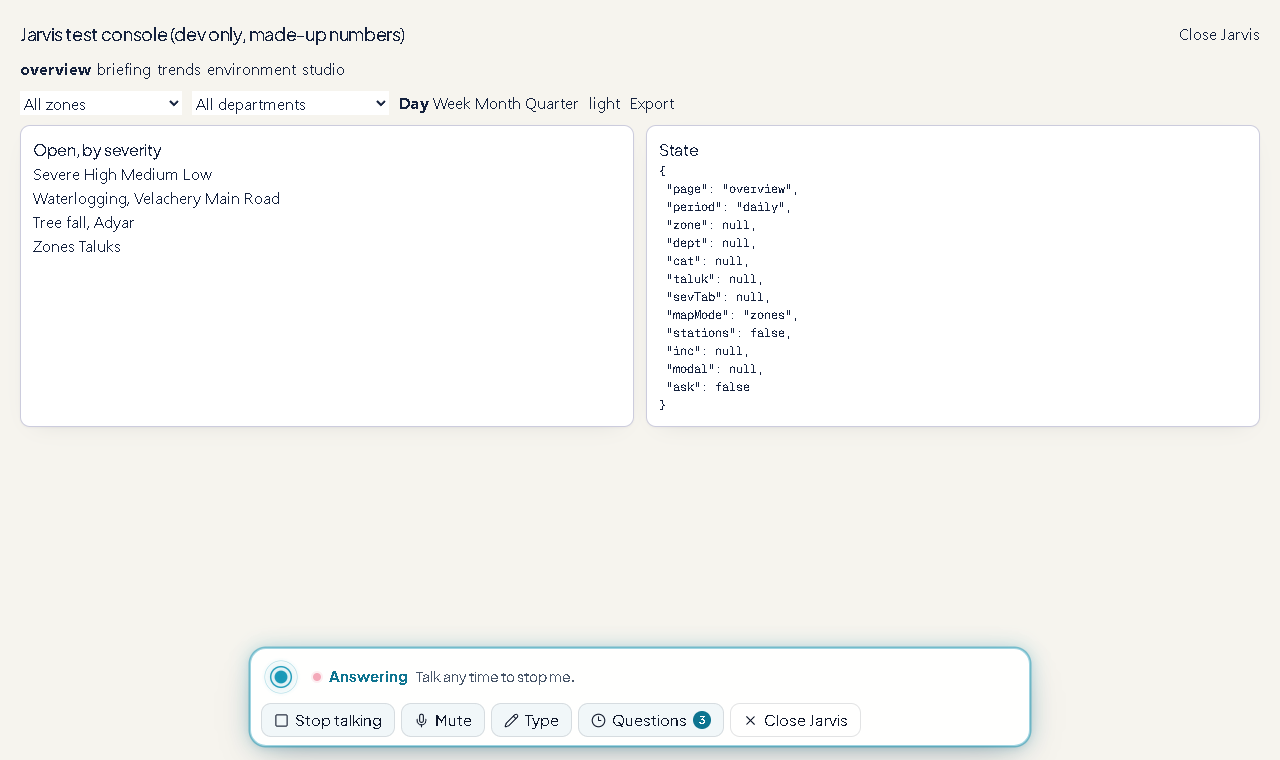 Jarvis test console (dev only, made-up numbers)
Close Jarvis
overview briefing trends environment studio
All zones All departments Day Week Month Quarter light Export
Open, by severity
Severe High Medium Low
Waterlogging, Velachery Main Road
Tree fall, Adyar
Zones Taluks
State
{
"page": "overview",
"period": "daily",
"zone": null,
"dept": null,
"cat": null,
"taluk": null,
"sevTab": null,
"mapMode": "zones",
"stations": false,
"inc": null,
"modal": null,
"ask": false
}
Answering Talk any time to stop me.
Stop talking Mute Type Questions 3 Close Jarvis